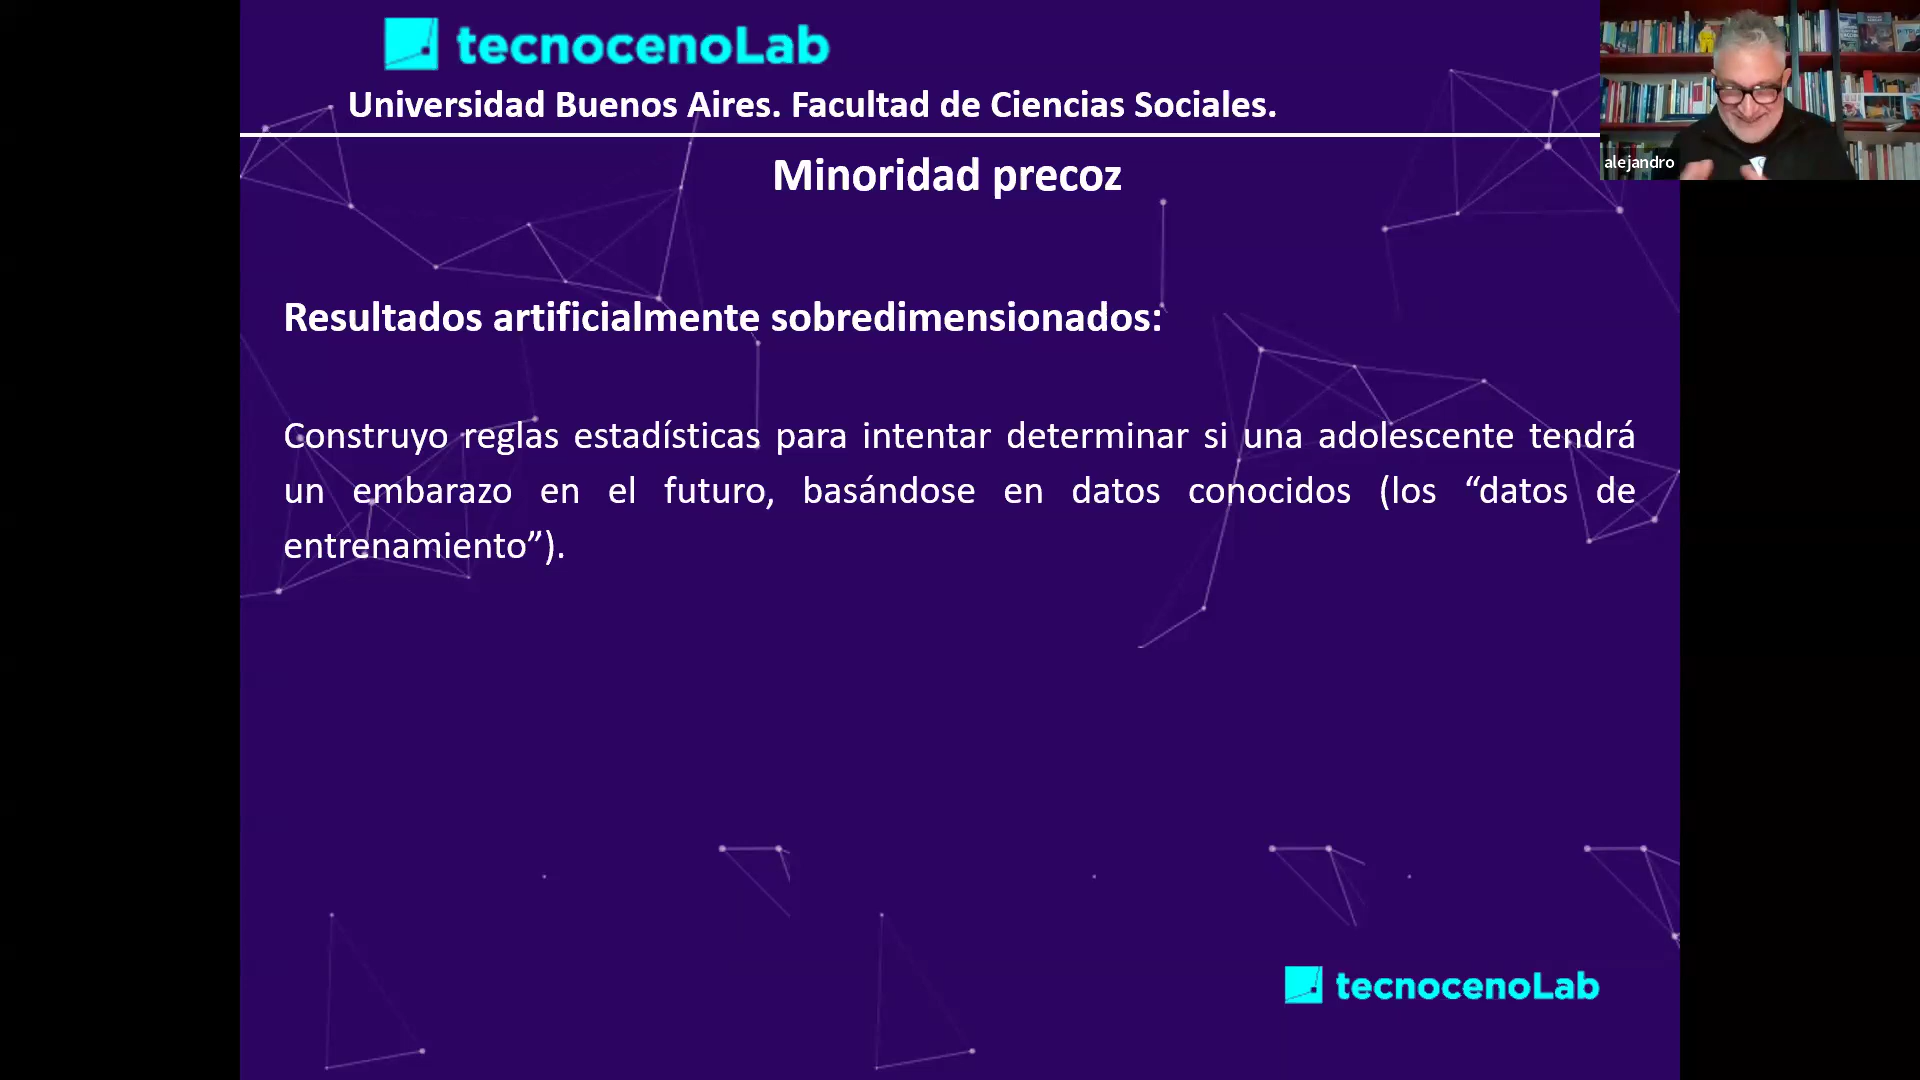 tecnocenoLab
Universidad Buenos Aires. Facultad de Ciencias Sociales.
alejandro
Minoridad precoz
Resultados artificialmente sobredimensionados:
Construyo reglas estadísticas para intentar determinar si una adolescente tendrá
un embarazo en el futuro, basándose en datos conocidos (los “datos de
entrenamiento”).
tecnocenoLab